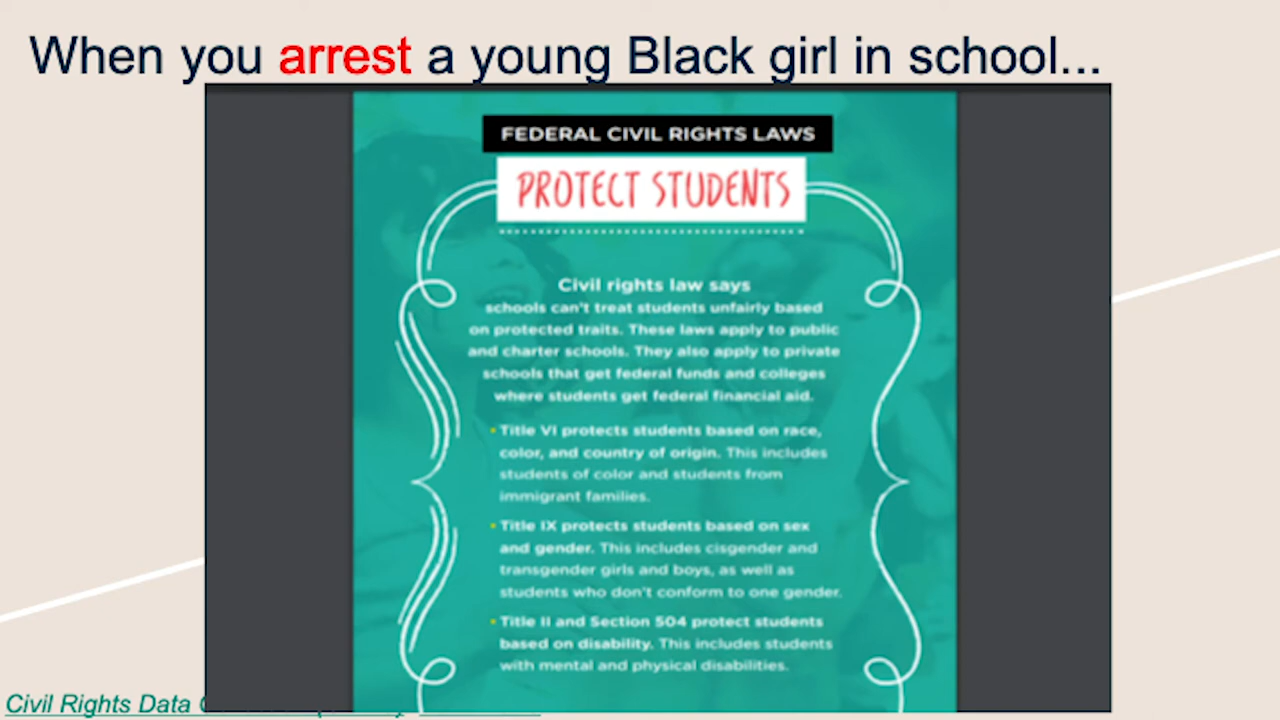 When you arrest a young Black girl in school...
FEDERAL CIVIL RIGHTS LAWS
PROTECT STUDENTS
Civil rights law says
schools can't treat students unfairly based
on protected traits. These laws apply to public
and charter schools. They also apply to private
schools that get federal funds and colleges
where students get federal financial aid.
• Title VI protects students based on race,
color, and country of origin. This includes
students of color and students from
immigrant families.
• Title IX protects students based on sex
and gender. This includes cisgender and
transgender girls and boys, as well as
students who don't conform to one gender.
• Title II and Section 504 protect students
based on disability. This includes students
with mental and physical disabilities.
Civil Rights Data